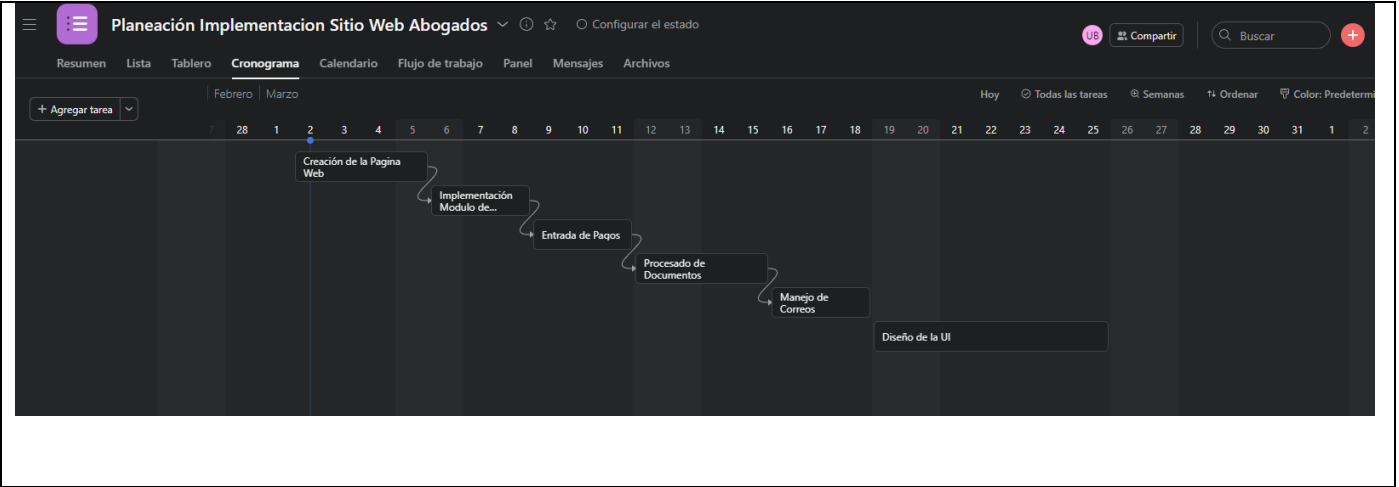 Planeación Implementacion Sitio Web Abogados
Configurar el estado
UB
Compartir
Buscar
Resumen Lista Tablero Cronograma Calendario Flujo de trabajo Panel Mensajes Archivos
+ Agregar tarea
Febrero Marzo
Hoy Todas las tareas Semanas Ordenar Color: Predetermi
7 28 1 2 3 4 5 6 7 8 9 10 11 12 13 14 15 16 17 18 19 20 21 22 23 24 25 26 27 28 29 30 31 1 2
Creación de la Pagina
Web
Implementación
Modulo de...
Entrada de Pagos
Procesado de
Documentos
Manejo de
Correos
Diseño de la UI